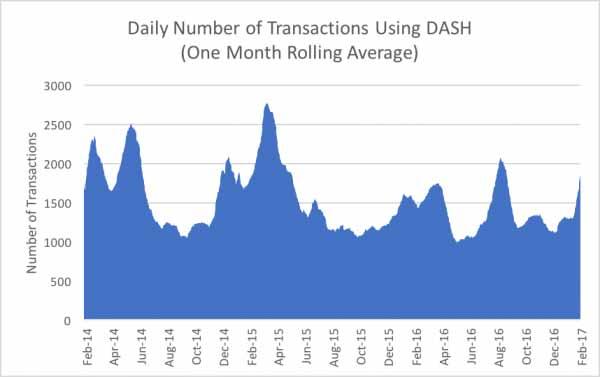 Daily Number of Transactions Using DASH
(One Month Rolling Average)
3000
2500
2000
1500
1000
500
0
Number of Transactions
Feb-14
Apr-14
Jun-14
Aug-14
Oct-14
Dec-14
Feb-15
Apr-15
Jun-15
Aug-15
Oct-15
Dec-15
Feb-16
Apr-16
Jun-16
Aug-16
Oct-16
Dec-16
Feb-17